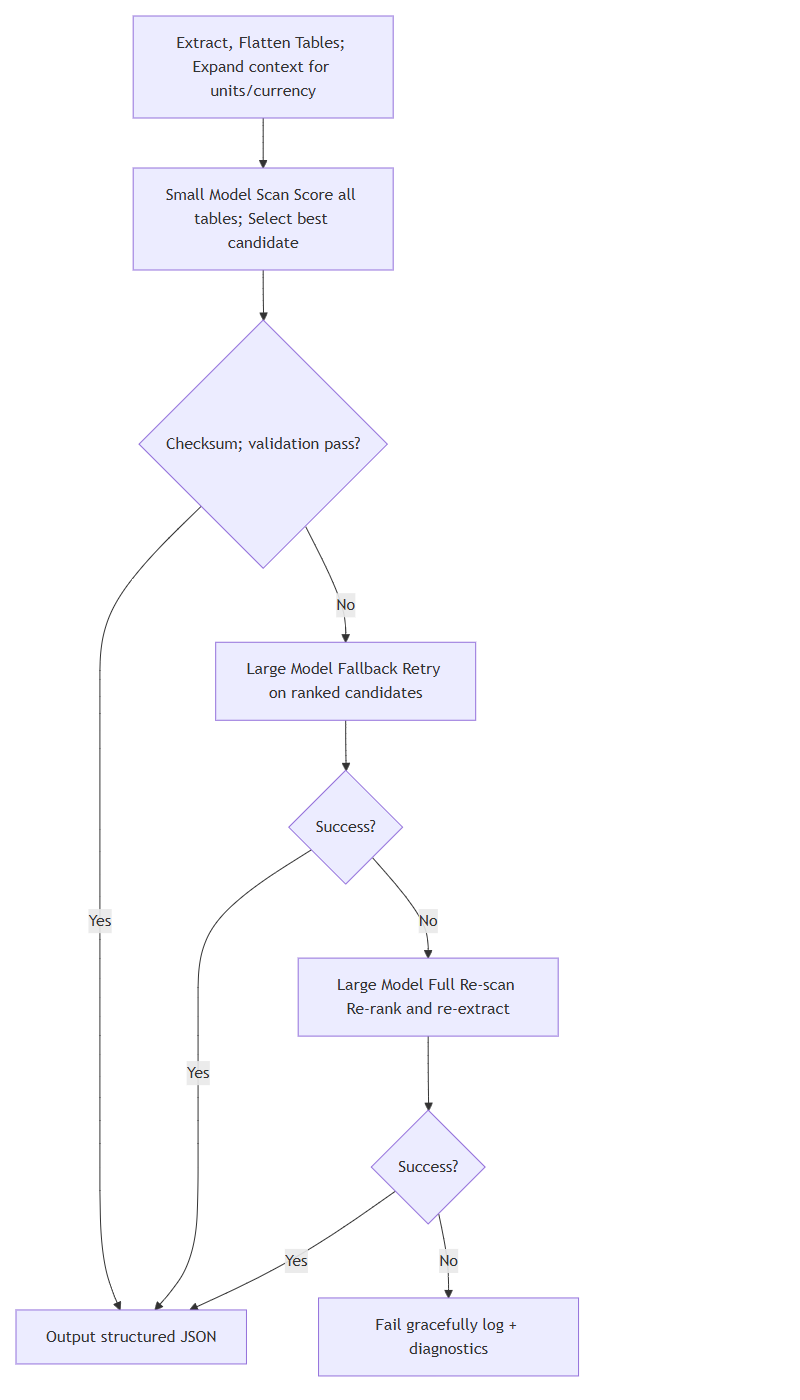 Extract, Flatten Tables;
Expand context for
units/currency
Small Model Scan Score all
tables; Select best
candidate
Checksum; validation pass?
No
Large Model Fallback Retry
on ranked candidates
Success?
Yes
No
Large Model Full Re-scan
Re-rank and re-extract
Yes
Success?
Yes
No
Output structured JSON
Fail gracefully log +
diagnostics